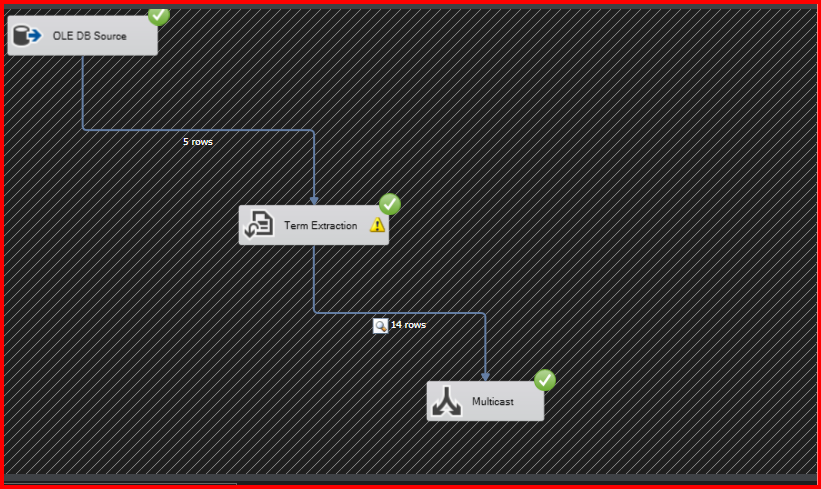 OLE DB Source
5 rows
Term Extraction
14 rows
Multicast